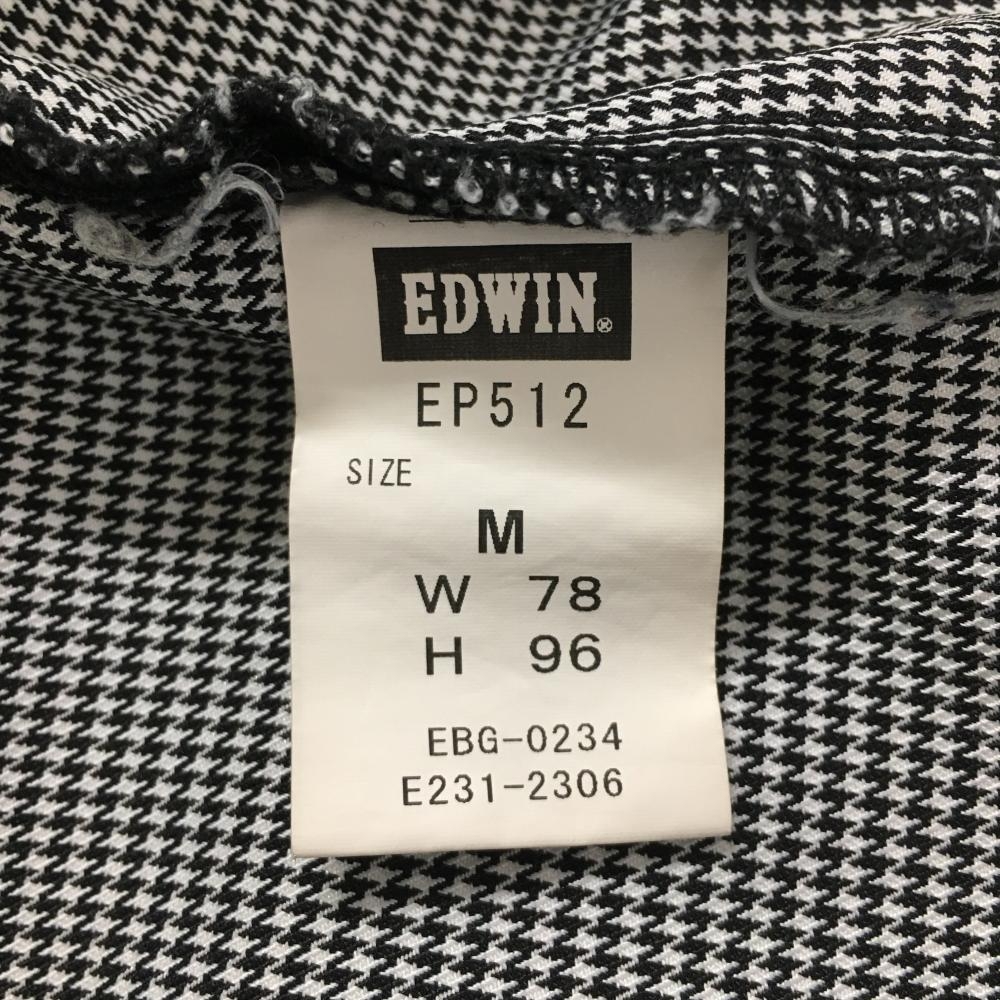 EDWIN®
EP512
SIZE
M
W 78
H 96
EBG-0234
E231-2306